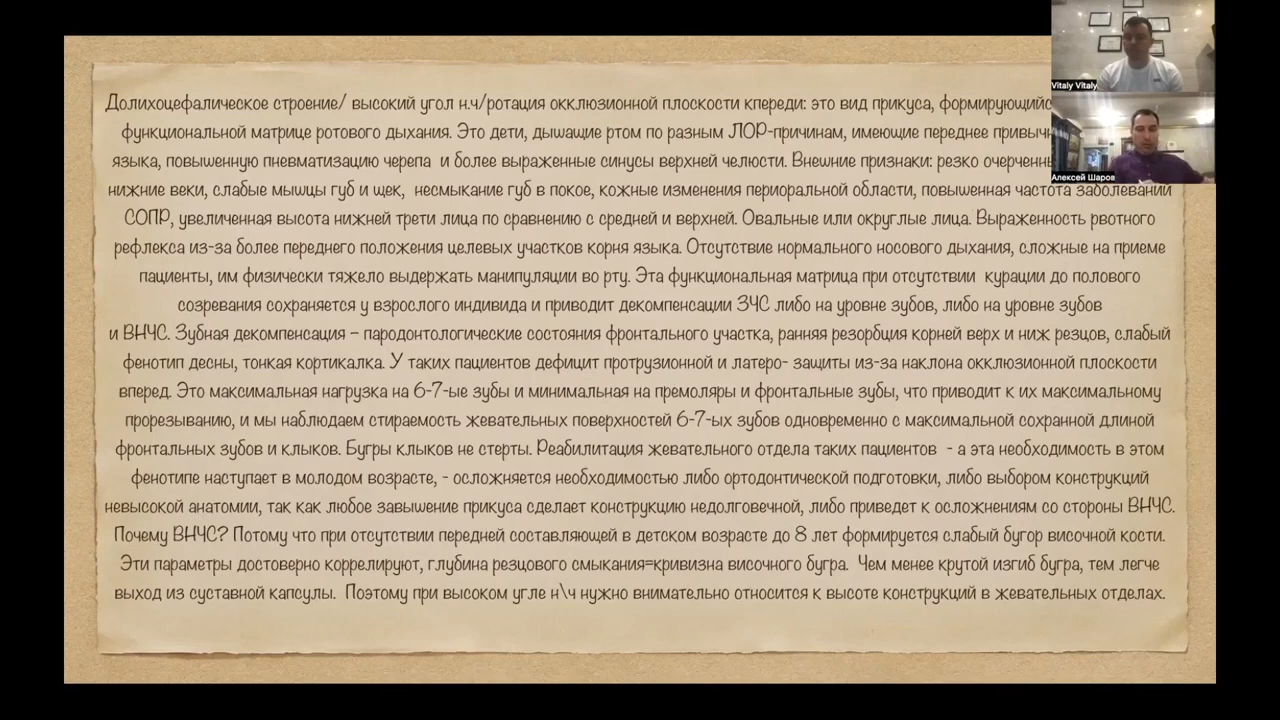 Долихоцефалическое строение/ высокий угол н.ч/ротация окклюзионной плоскости кпереди: это вид прикуса,
функциональной матрице ротового дыхания. Это дети, дышащие ртом по разным ЛОР-причинам, имеющие переднее
языка, повышенную пневматизацию черепа и более выраженные синусы верхней челюсти. Внешние признаки: резко
нижние веки, слабые мышцы губ и щек, несмыкание губ в покое, кожные изменения периоральной области, повышенная частота заболеваний
СОПР, увеличенная высота нижней трети лица по сравнению с средней и верхней. Овальные или округлые лица. Выраженность рвотного
рефлекса из-за более переднего положения целевых участков корня языка. Отсутствие нормального носового дыхания, сложные на приеме
пациенты, им физически тяжело выдержать манипуляции во рту. Эта функциональная матрица при отсутствии курации до полового
созревания сохраняется у взрослого индивида и приводит декомпенсации ЗЧС либо на уровне зубов, либо на уровне зубов
и ВНЧС. Зубная декомпенсация – пародонтологические состояния фронтального участка, ранняя резорбция корней верх и ниж резцов, слабый
фенотип десны, тонкая кортикалка. У таких пациентов дефицит протрузионной и латеро- защиты из-за наклона окклюзионной плоскости
вперед. Это максимальная нагрузка на 6-7-ые зубы и минимальная на премоляры и фронтальные зубы, что приводит к их максимальному
прорезыванию, и мы наблюдаем стираемость жевательных поверхностей 6-7-ых зубов одновременно с максимальной сохранной длиной
фронтальных зубов и клыков. Бугры клыков не стерты. Реабилитация жевательного отдела таких пациентов - а эта необходимость в этом
фенотипе наступает в молодом возрасте, - осложняется необходимостью либо ортодонтической подготовки, либо выбором конструкций
невысокой анатомии, так как любое завышение прикуса сделает конструкцию недолговечной, либо приведет к осложнениям со стороны ВНЧС.
Почему ВНЧС? Потому что при отсутствии передней составляющей в детском возрасте до 8 лет формируется слабый бугор височной кости.
Эти параметры достоверно коррелируют, глубина резцового смыкания=кривизна височного бугра. Чем менее крутой изгиб бугра, тем легче
выход из суставной капсулы. Поэтому при высоком угле н\ч нужно внимательно относится к высоте конструкций в жевательных отделах.
Vitaly Vitaly
Алексей Шаров